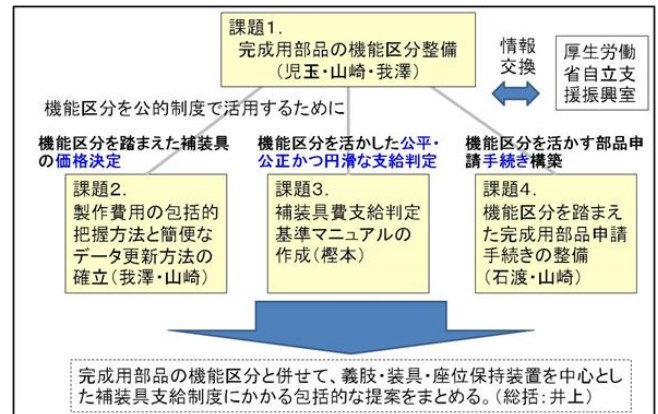 課題1.
完成用部品の機能区分整備
(児玉・山崎・我澤)
情報
交換
厚生労働
省自立支
援振興室
機能区分を公的制度で活用するために
機能区分を踏まえた補装具
の価格決定
機能区分を活かした公平・
公正かつ円滑な支給判定
機能区分を活かす部品申
請手続き構築
課題2.
製作費用の包括的
把握方法と簡便な
データ更新方法の
確立(我澤・山崎)
課題3.
補装具費支給判定
基準マニュアルの
作成(樫本)
課題4.
機能区分を踏まえ
た完成用部品申請
手続きの整備
(石渡・山崎)
完成用部品の機能区分と併せて、義肢・装具・座位保持装置を中心とし
た補装具支給制度にかかる包括的な提案をまとめる。(総括:井上)